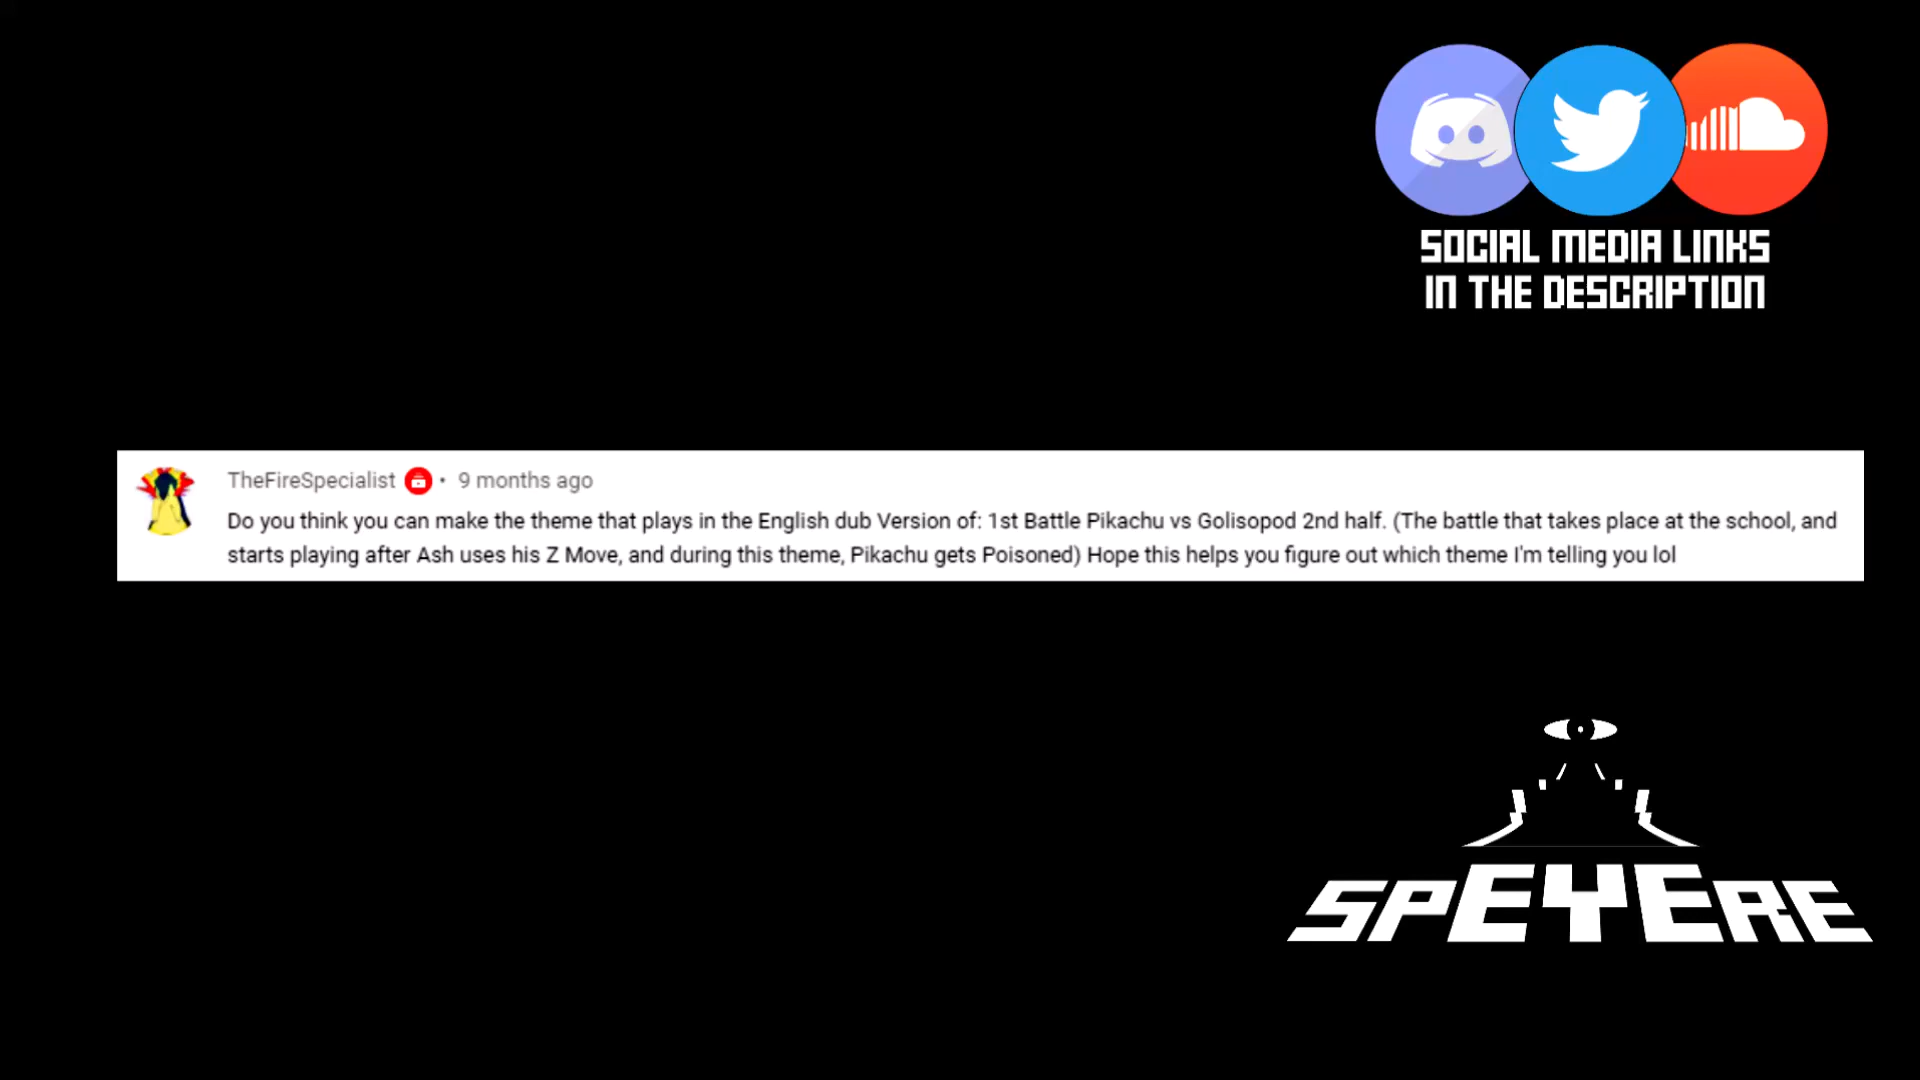 SOCIAL MEDIA LINKS
IN THE DESCRIPTION
TheFireSpecialist • 9 months ago
Do you think you can make the theme that plays in the English dub Version of: 1st Battle Pikachu vs Golisopod 2nd half. (The battle that takes place at the school, and
starts playing after Ash uses his Z Move, and during this theme, Pikachu gets Poisoned) Hope this helps you figure out which theme I'm telling you lol
SPEYERE